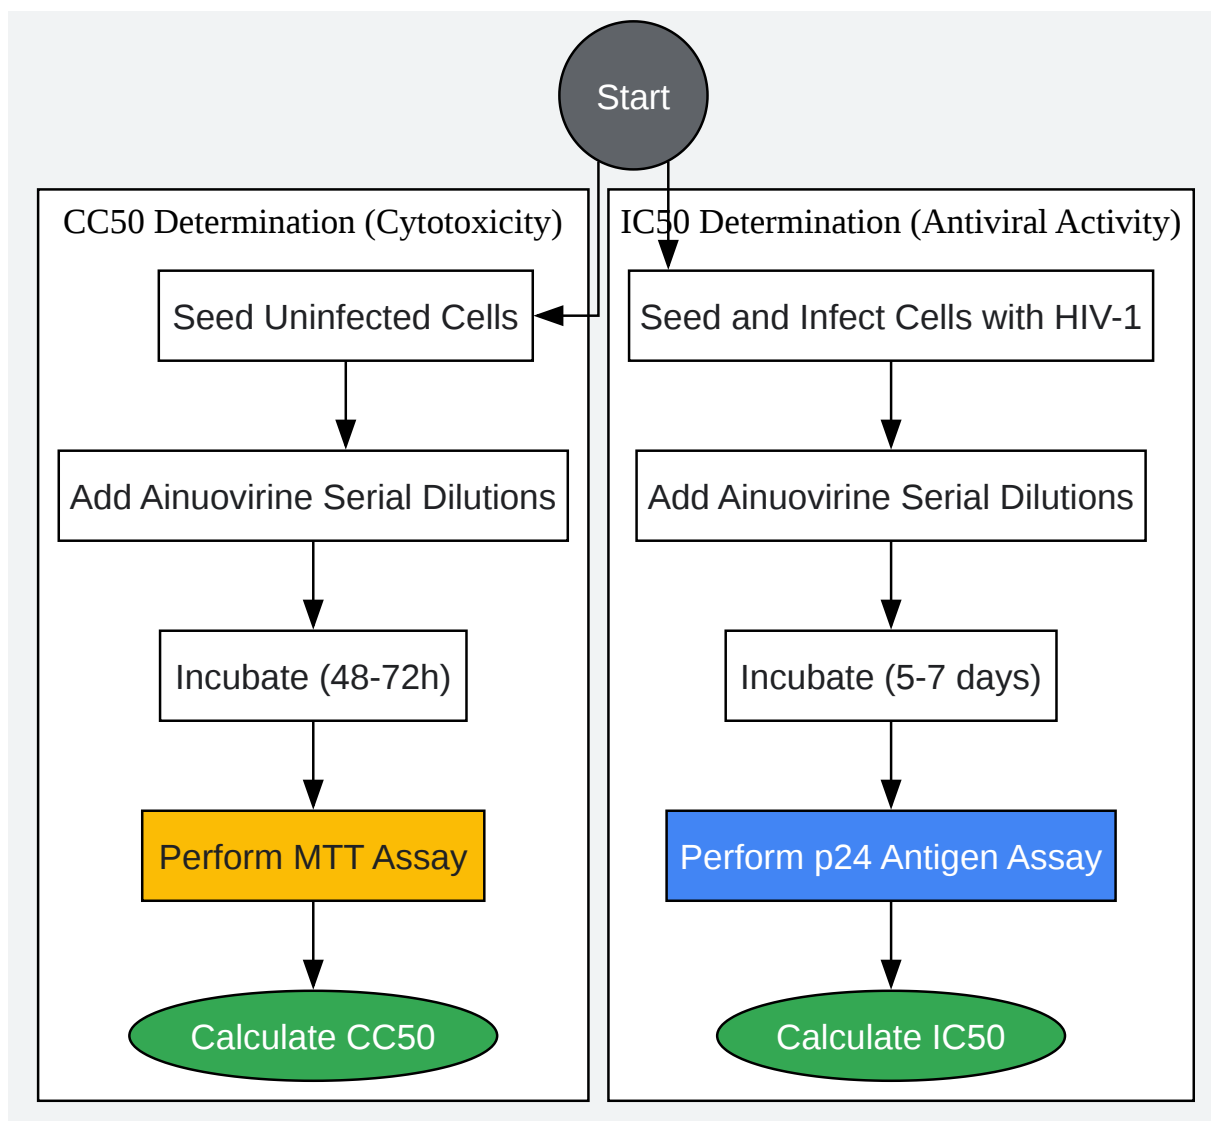 Start
CC50 Determination (Cytotoxicity)
Seed Uninfected Cells
Add Ainuovirine Serial Dilutions
Incubate (48-72h)
Perform MTT Assay
Calculate CC50
IC50 Determination (Antiviral Activity)
Seed and Infect Cells with HIV-1
Add Ainuovirine Serial Dilutions
Incubate (5-7 days)
Perform p24 Antigen Assay
Calculate IC50